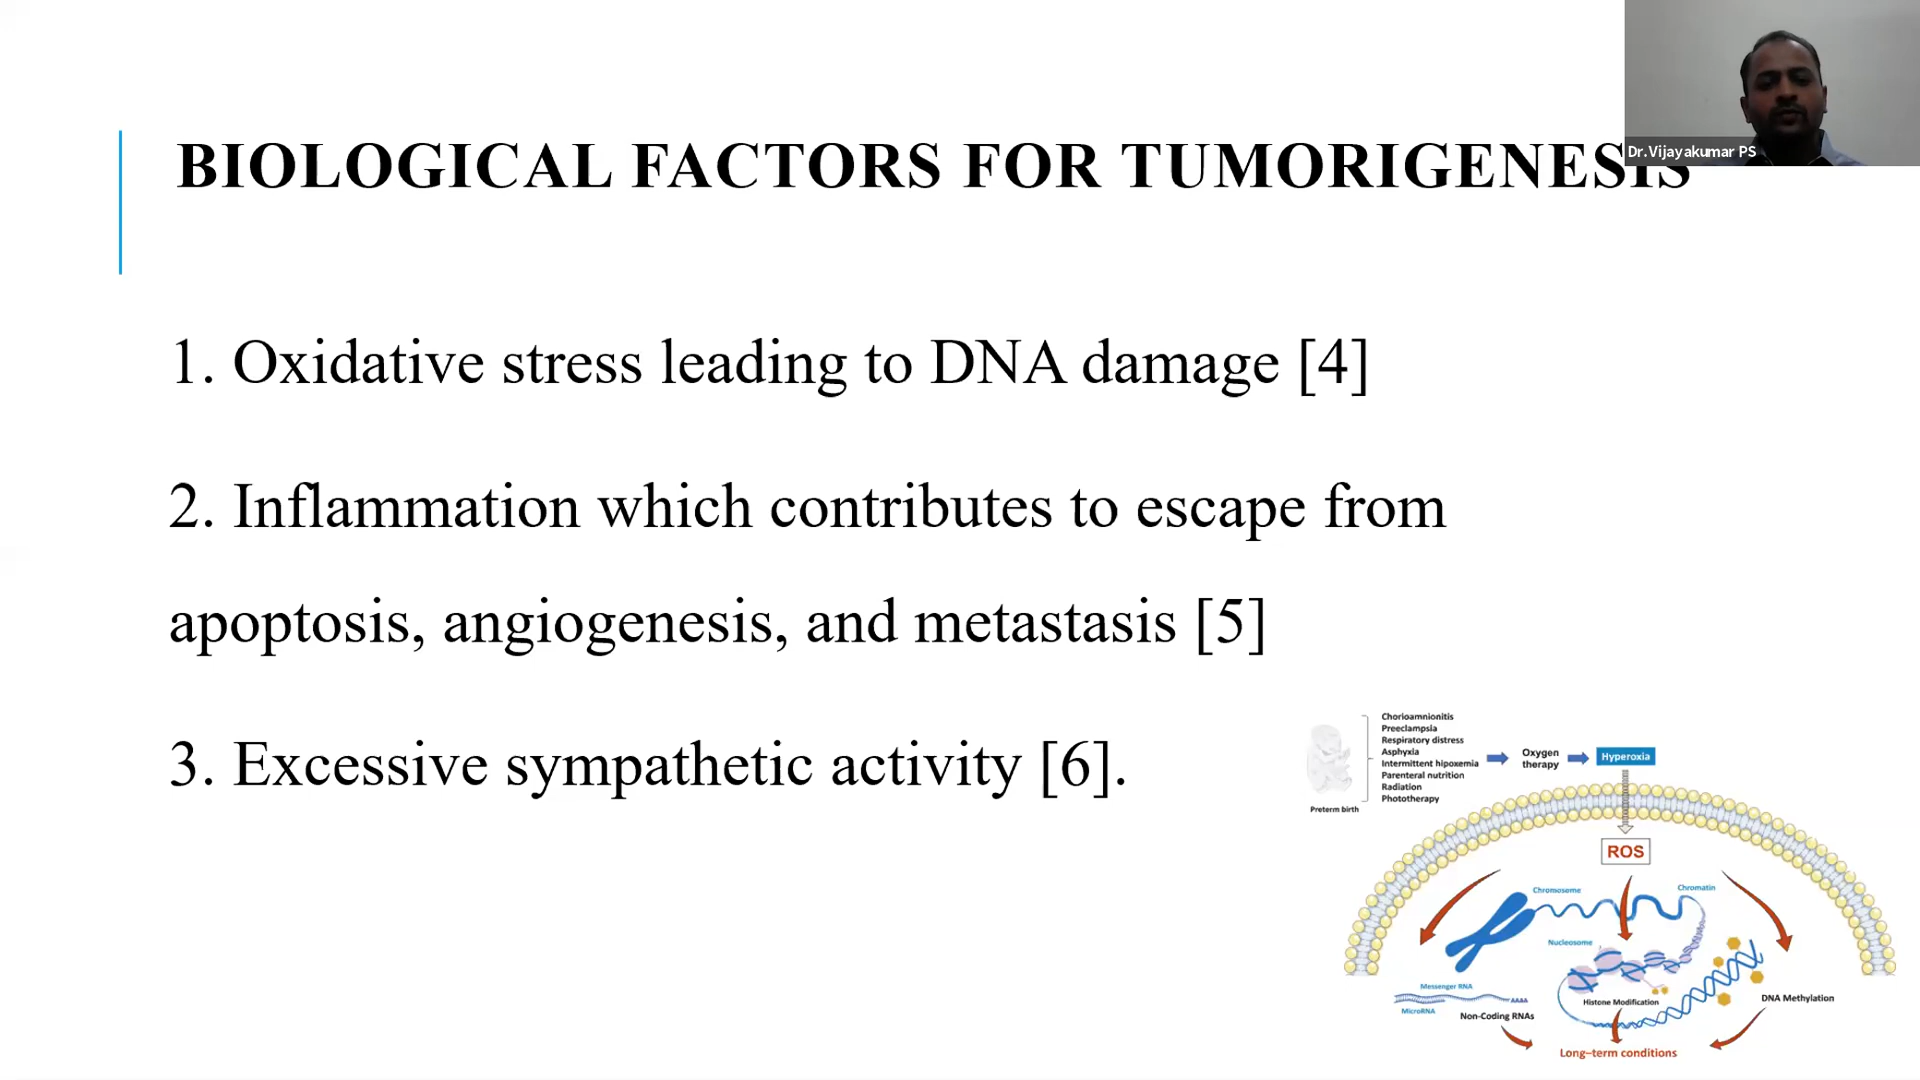 Dr.Vijayakumar PS
BIOLOGICAL FACTORS FOR TUMORIGENESIS
1. Oxidative stress leading to DNA damage [4]
2. Inflammation which contributes to escape from
apoptosis, angiogenesis, and metastasis [5]
3. Excessive sympathetic activity [6].
Chorioamnionitis
Preeclampsia
Respiratory distress
Asphyxia
Intermittent hipoxemia
Parenteral nutrition
Radiation
Phototherapy
Preterm birth
Oxygen
therapy
Hyperoxia
ROS
Chromosome
Chromatin
Nucleosome
Messenger RNA
AAAA
MicroRNA
Non-Coding RNAs
Histone Modification
DNA Methylation
Long-term conditions